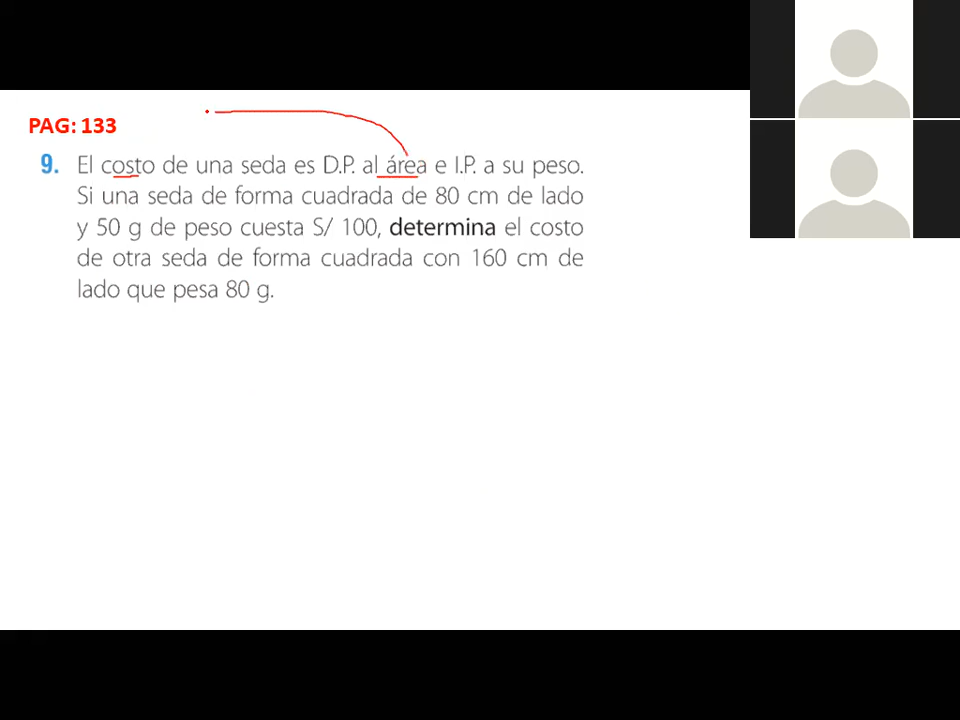 PAG: 133
9. El costo de una seda es D.P. al área e I.P. a su peso.
Si una seda de forma cuadrada de 80 cm de lado
y 50 g de peso cuesta S/ 100, determina el costo
de otra seda de forma cuadrada con 160 cm de
lado que pesa 80 g.